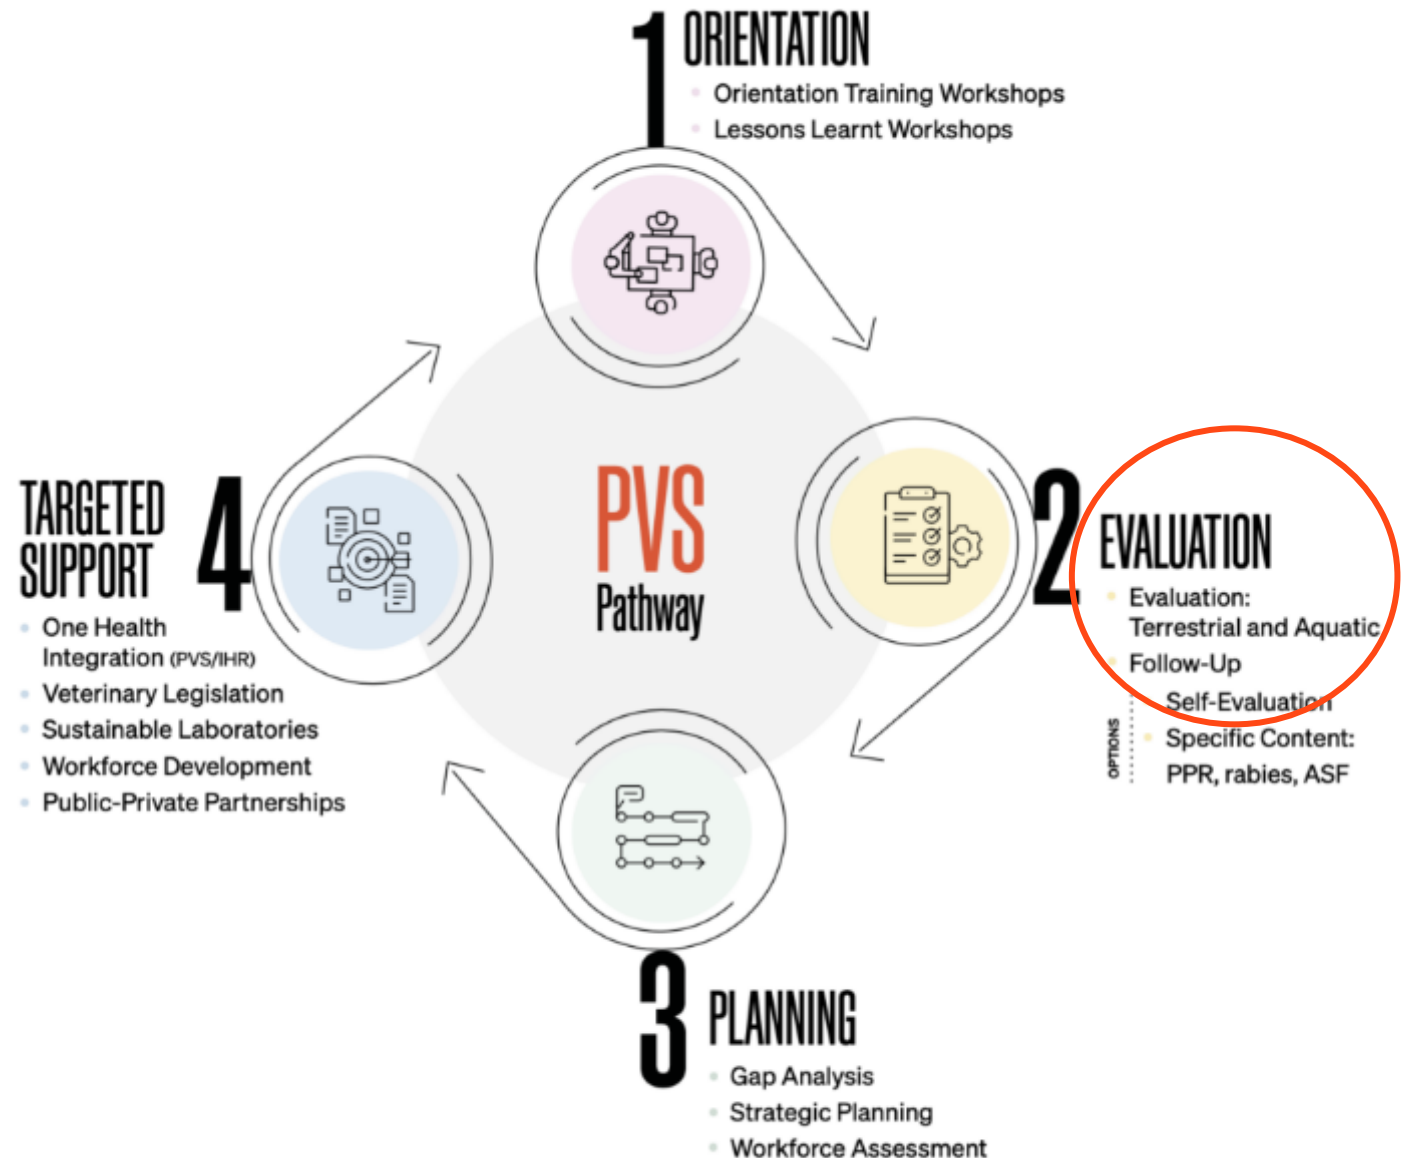 1 ORIENTATION
Orientation Training Workshops
Lessons Learnt Workshops
PVS
Pathway
2 EVALUATION
Evaluation:
Terrestrial and Aquatic
Follow-Up
OPTIONS
Self-Evaluation
Specific Content:
PPR, rabies, ASF
3 PLANNING
Gap Analysis
Strategic Planning
Workforce Assessment
4 TARGETED
SUPPORT
One Health
Integration (PVS/IHR)
Veterinary Legislation
Sustainable Laboratories
Workforce Development
Public-Private Partnerships